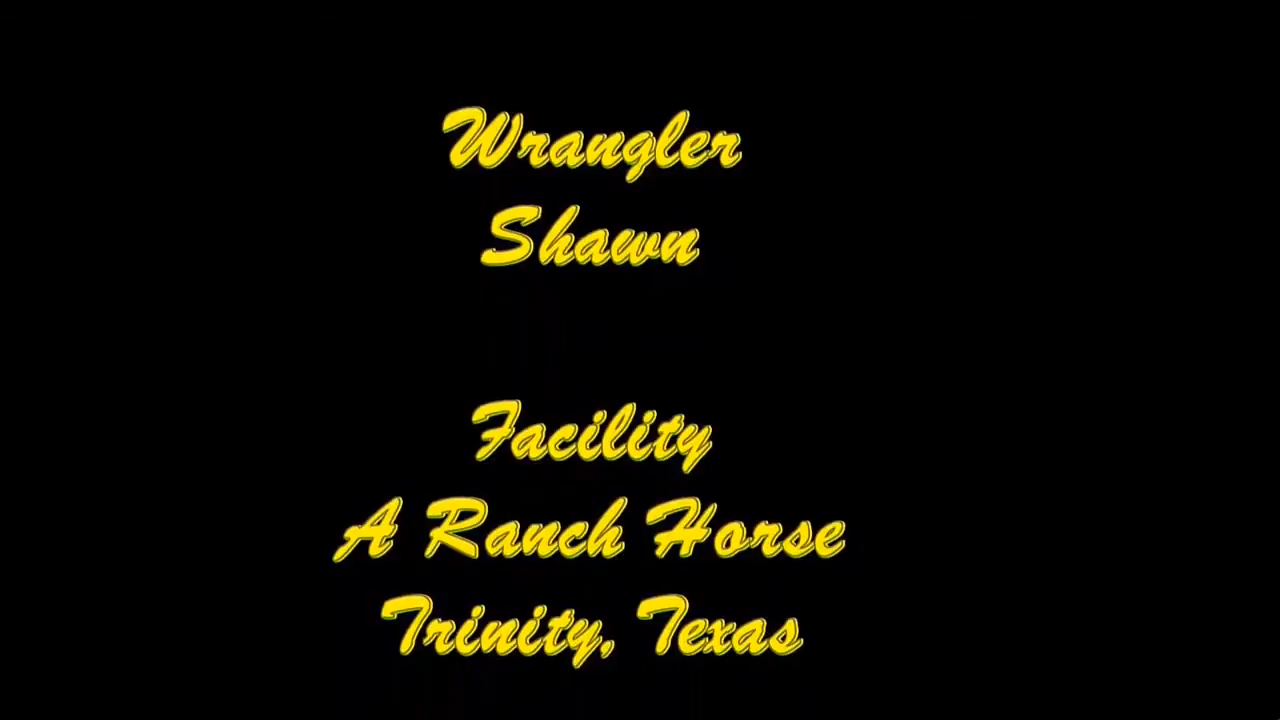 Wrangler
Shawn
Facility
A Ranch Horse
Trinity, Texas